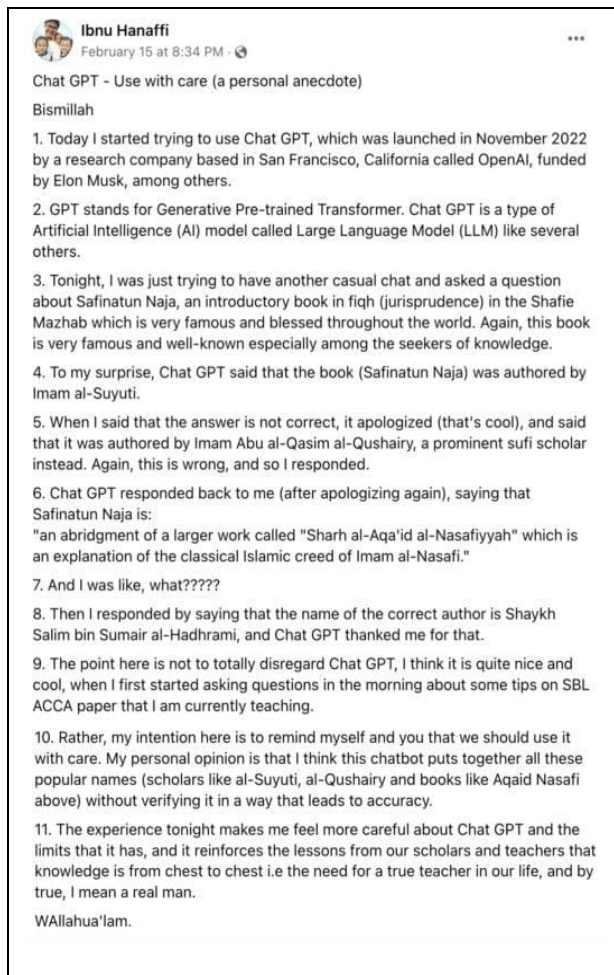 Ibnu Hanaffi
February 15 at 8:34 PM ·
Chat GPT - Use with care (a personal anecdote)
Bismillah
1. Today I started trying to use Chat GPT, which was launched in November 2022
by a research company based in San Francisco, California called OpenAI, funded
by Elon Musk, among others.
2. GPT stands for Generative Pre-trained Transformer. Chat GPT is a type of
Artificial Intelligence (AI) model called Large Language Model (LLM) like several
others.
3. Tonight, I was just trying to have another casual chat and asked a question
about Safinatun Naja, an introductory book in fiqh (jurisprudence) in the Shafie
Mazhab which is very famous and blessed throughout the world. Again, this book
is very famous and well-known especially among the seekers of knowledge.
4. To my surprise, Chat GPT said that the book (Safinatun Naja) was authored by
Imam al-Suyuti.
5. When I said that the answer is not correct, it apologized (that's cool), and said
that it was authored by Imam Abu al-Qasim al-Qushairy, a prominent sufi scholar
instead. Again, this is wrong, and so I responded.
6. Chat GPT responded back to me (after apologizing again), saying that
Safinatun Naja is:
"an abridgment of a larger work called "Sharh al-Aqa'id al-Nasafiyyah" which is
an explanation of the classical Islamic creed of Imam al-Nasafi."
7. And I was like, what?????
8. Then I responded by saying that the name of the correct author is Shaykh
Salim bin Sumair al-Hadhrami, and Chat GPT thanked me for that.
9. The point here is not to totally disregard Chat GPT, I think it is quite nice and
cool, when I first started asking questions in the morning about some tips on SBL
ACCA paper that I am currently teaching.
10. Rather, my intention here is to remind myself and you that we should use it
with care. My personal opinion is that I think this chatbot puts together all these
popular names (scholars like al-Suyuti, al-Qushairy and books like Aqaid Nasafi
above) without verifying it in a way that leads to accuracy.
11. The experience tonight makes me feel more careful about Chat GPT and the
limits that it has, and it reinforces the lessons from our scholars and teachers that
knowledge is from chest to chest i.e the need for a true teacher in our life, and by
true, I mean a real man.
WAllahua'lam.